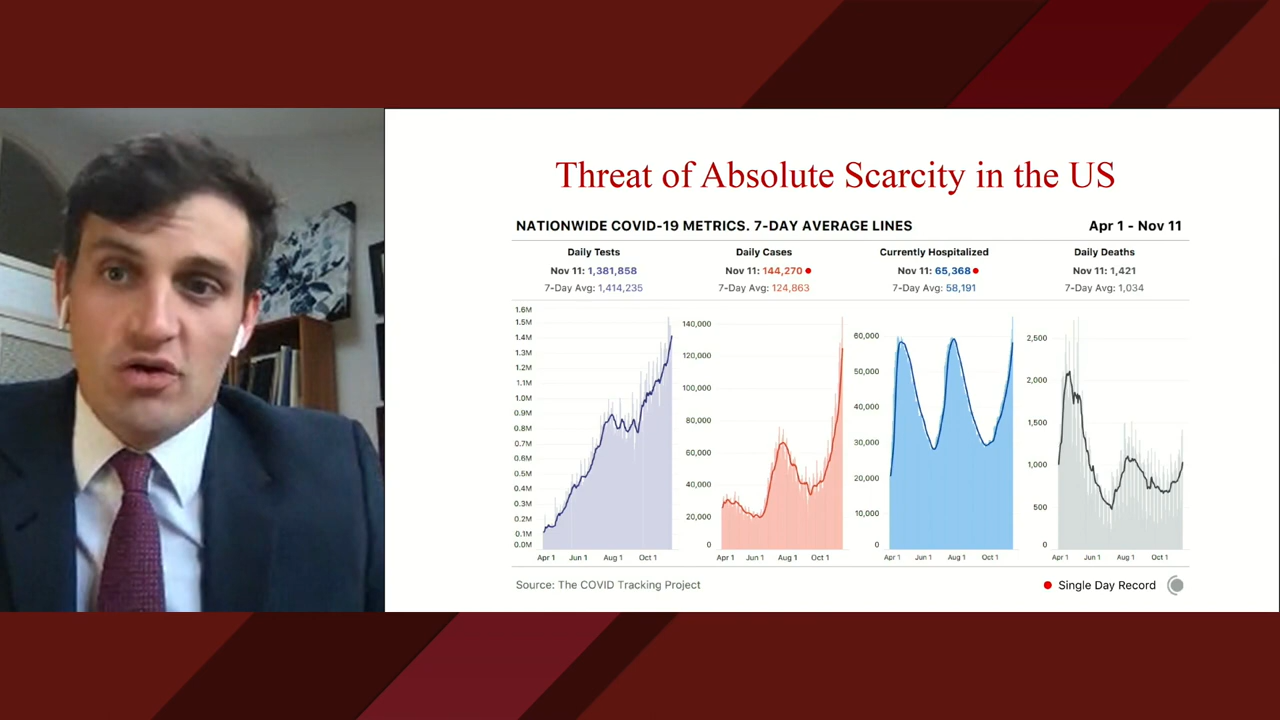 Threat of Absolute Scarcity in the US
NATIONWIDE COVID-19 METRICS. 7-DAY AVERAGE LINES Apr 1 - Nov 11
Daily Tests
Nov 11: 1,381,858
7-Day Avg: 1,414,235
1.6M
1.5M
1.4M
1.3M
1.2M
1.1M
0.9M
0.8M
0.7M
0.6M
0.5M
0.4M
0.3M
0.2M
0.1M
0.0M
Apr 1 Jun 1 Aug 1 Oct 1
Daily Cases
Nov 11: 144,270
7-Day Avg: 124,863
140,000
120,000
100,000
80,000
60,000
40,000
20,000
0
Apr 1 Jun 1 Aug 1 Oct 1
Currently Hospitalized
Nov 11: 65,368
7-Day Avg: 58,191
60,000
50,000
40,000
30,000
20,000
10,000
0
Apr 1 Jun 1 Aug 1 Oct 1
Daily Deaths
Nov 11: 1,421
7-Day Avg: 1,034
2,500
2,000
1,500
1,000
500
0
Apr 1 Jun 1 Aug 1 Oct 1
Source: The COVID Tracking Project
Single Day Record